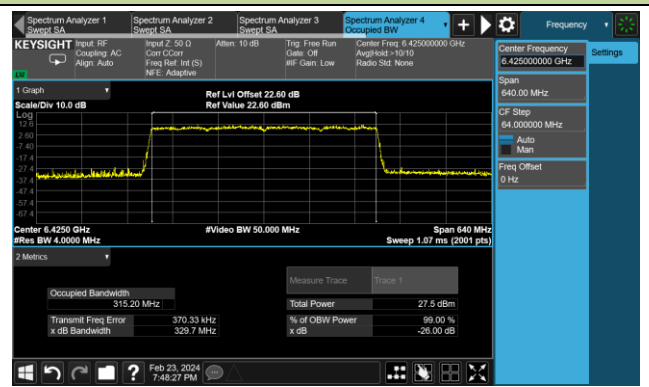 Spectrum Analyzer 1
Swept SA
Spectrum Analyzer 2
Swept SA
Spectrum Analyzer 3
Swept SA
Spectrum Analyzer 4
Occupied BW
Frequency
KEYSIGHT
Input: RF
Coupling: AC
Align: Auto
Input Z: 50 Ω
Corr CCorr
Freq Ref: Int (S)
NFE: Adaptive
Atten: 10 dB
Trig: Free Run
Gate: Off
#IF Gain: Low
Center Freq: 6.425000000 GHz
Avg|Hold:>10/10
Radio Std: None
LXI
Center Frequency
6.425000000 GHz
Settings
Span
640.00 MHz
CF Step
64.000000 MHz
Auto
Man
Freq Offset
0 Hz
1 Graph
Scale/Div 10.0 dB
Ref Lvl Offset 22.60 dB
Ref Value 22.60 dBm
Log
12.6
2.60
-7.40
-17.4
-27.4
-37.4
-47.4
-57.4
-67.4
Center 6.4250 GHz
#Res BW 4.0000 MHz
#Video BW 50.000 MHz
Span 640 MHz
Sweep 1.07 ms (2001 pts)
2 Metrics
Measure Trace
Trace 1
Occupied Bandwidth
315.20 MHz
Total Power
27.5 dBm
Transmit Freq Error
370.33 kHz
% of OBW Power
99.00 %
x dB Bandwidth
329.7 MHz
x dB
-26.00 dB
Feb 23, 2024
7:48:27 PM